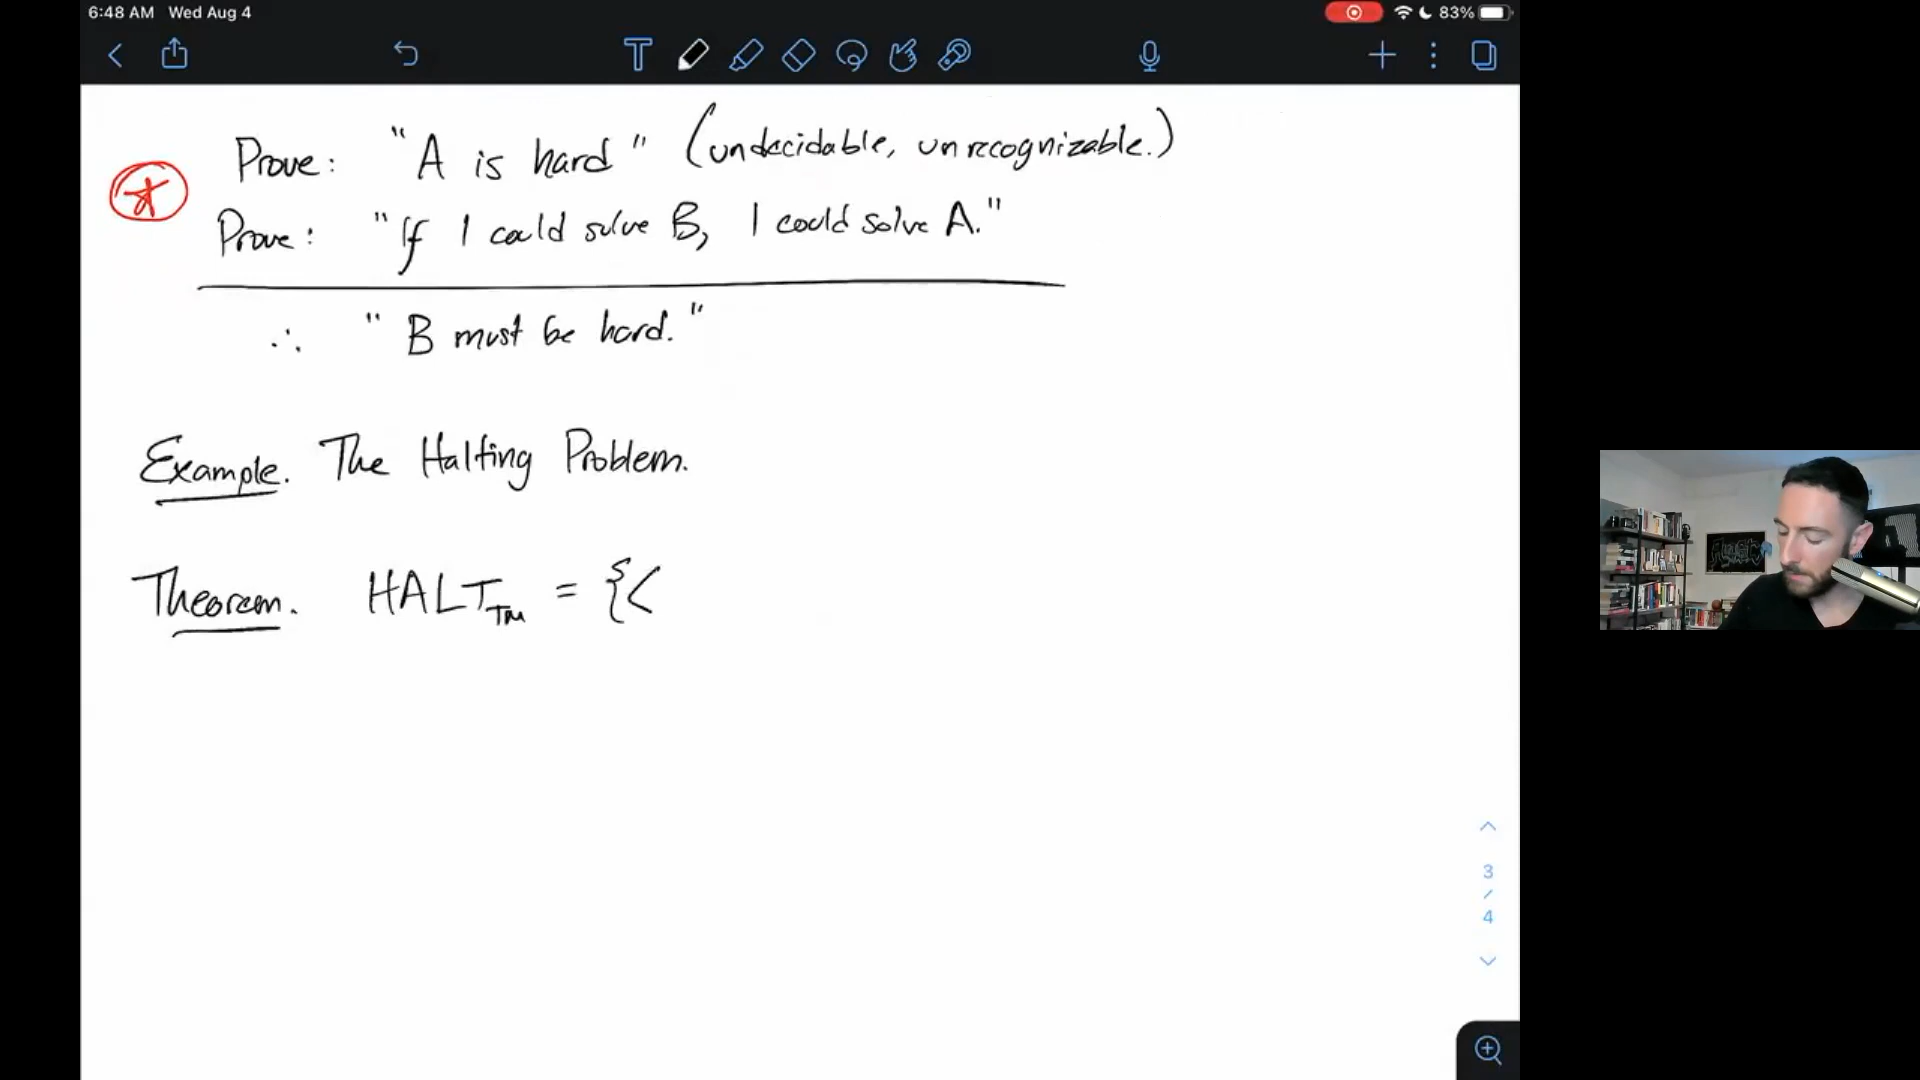 6:48 AM Wed Aug 4 83%
T
Prove: "A is hard" (undecidable, unrecognizable.)
Prove: "If I could solve B, I could solve A."
∴ "B must be hard."
Example. The Halting Problem.
Theorem. HALT_TM = {<
3
/
4